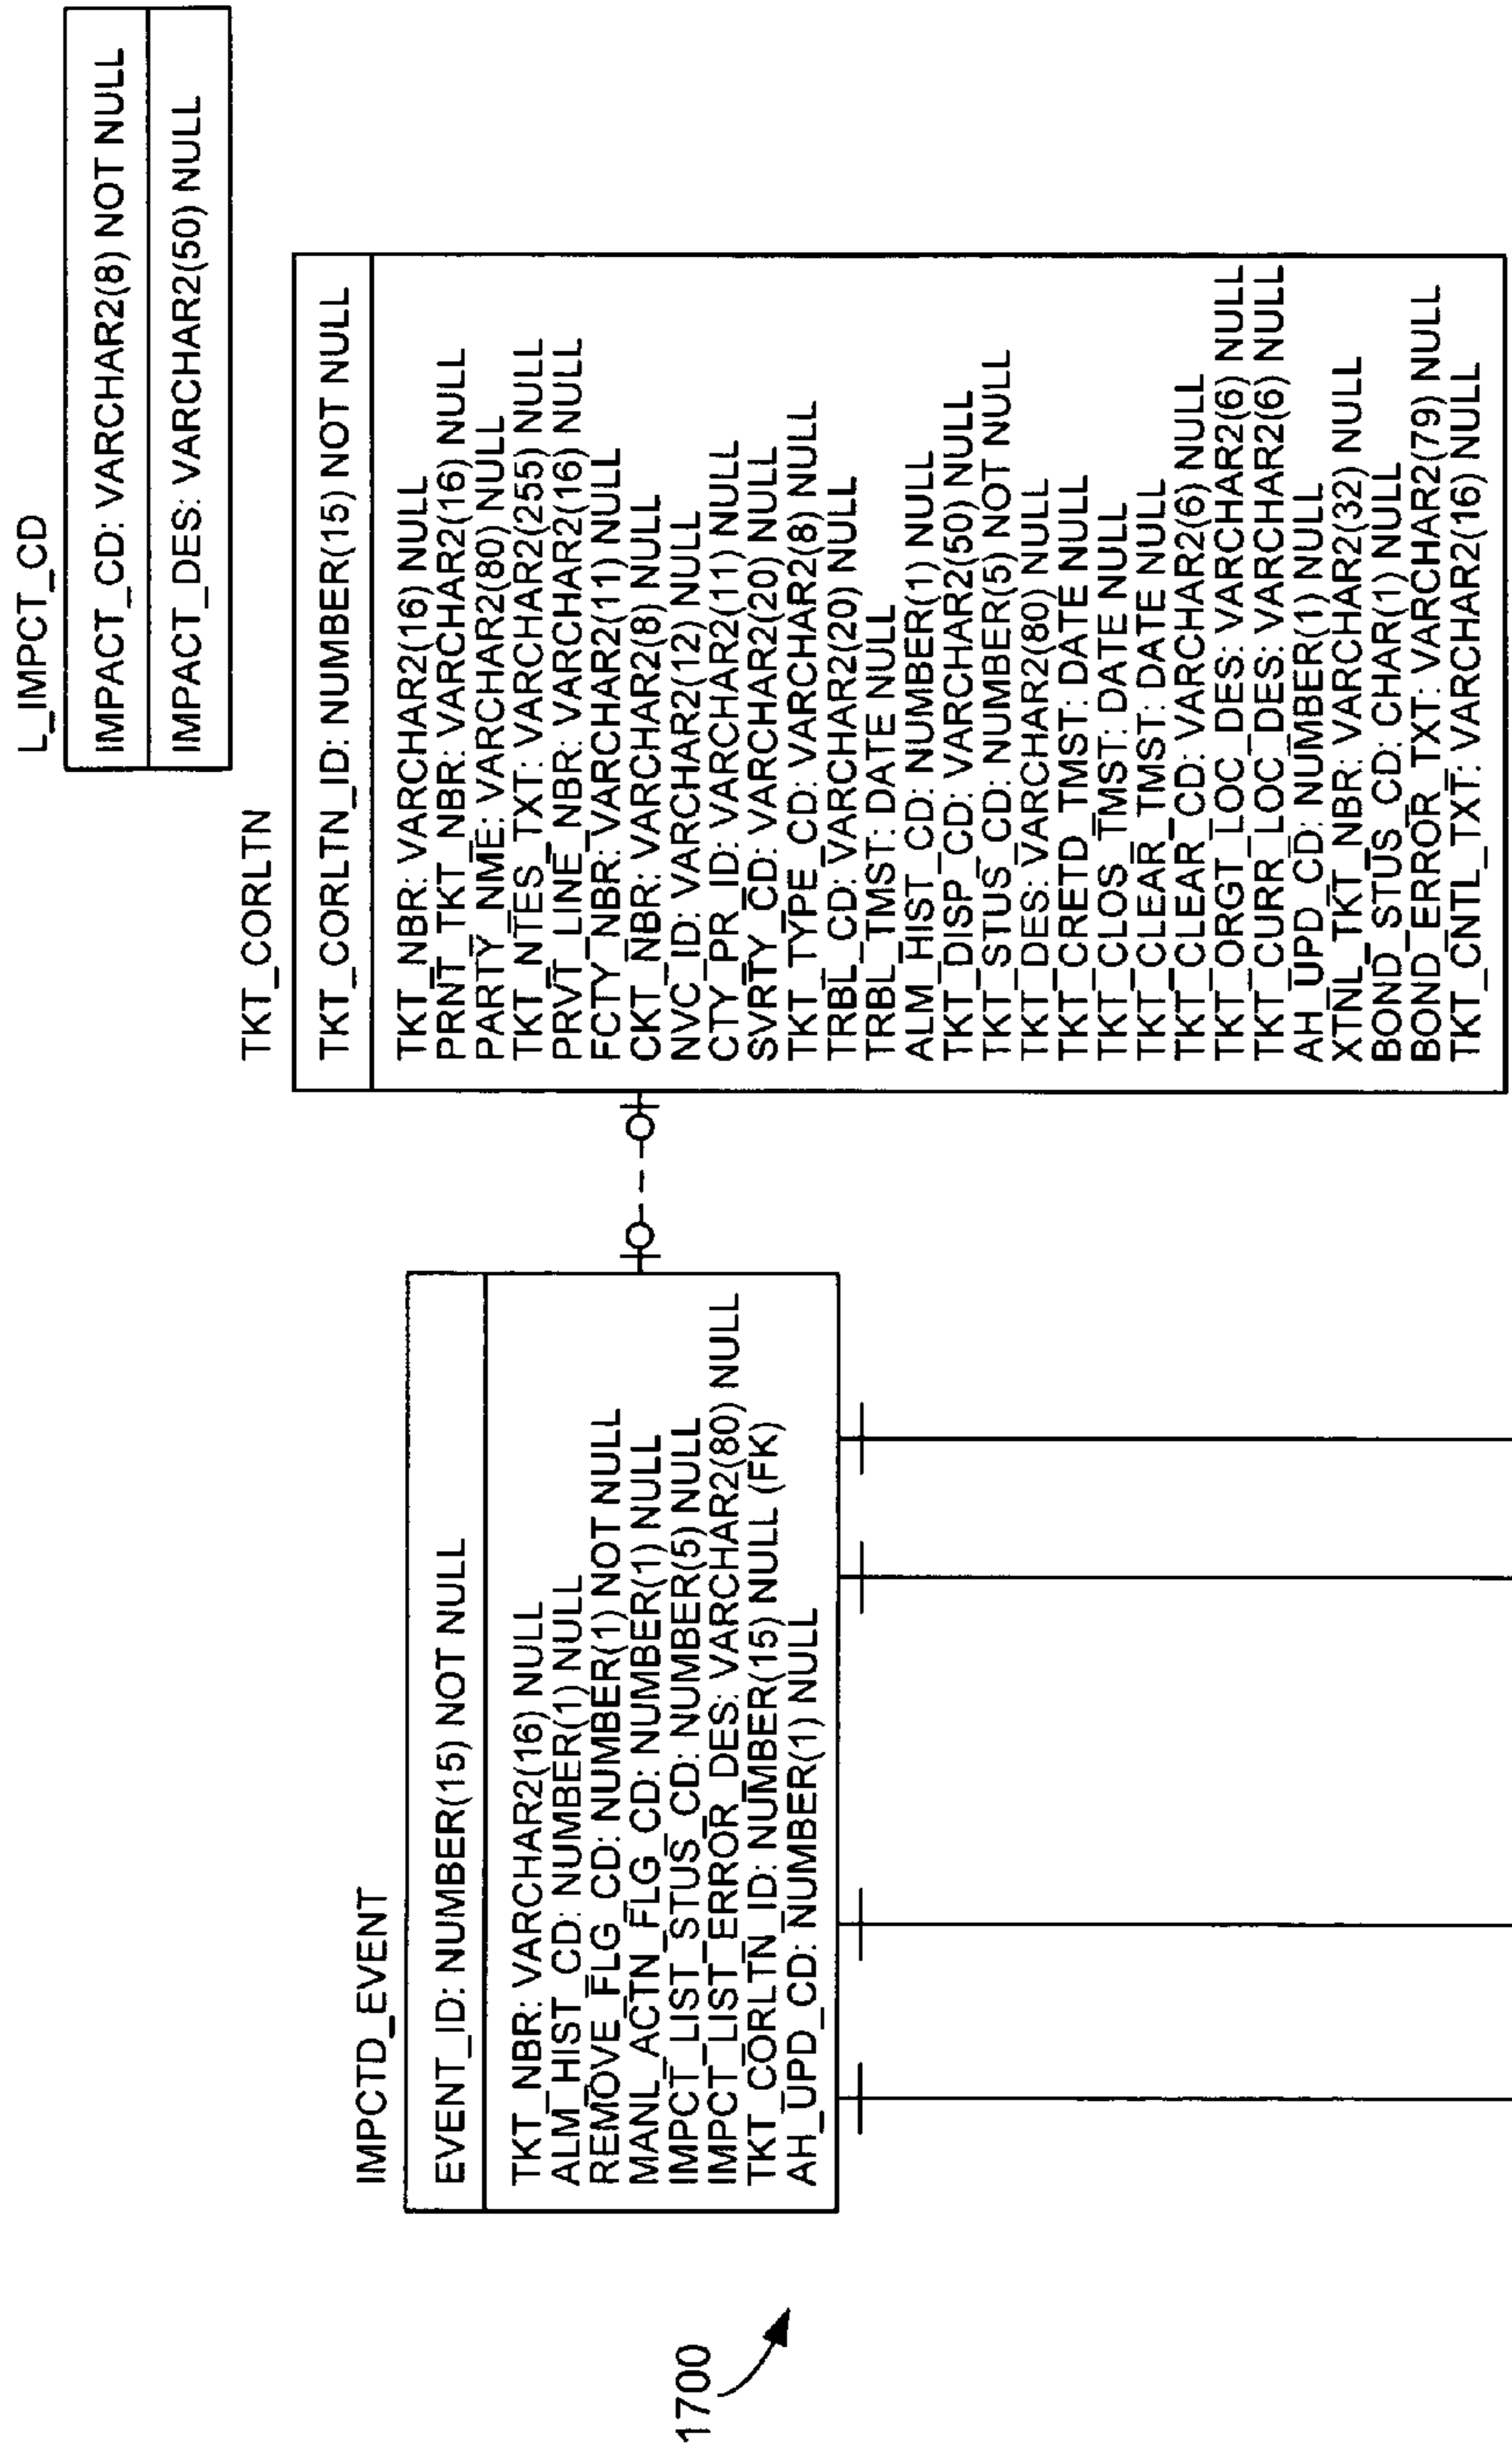 L_IMPCT_CD
IMPACT_CD: VARCHAR2(8) NOT NULL
IMPACT_DES: VARCHAR2(50) NULL
TKT_CORLTN
TKT_CORLTN_ID: NUMBER(15) NOT NULL
TKT_NBR: VARCHAR2(16) NULL
PRNT_TKT_NBR: VARCHAR2(16) NULL
PARTY_NME: VARCHAR2(80) NULL
TKT_NTES_TXT: VARCHAR2(255) NULL
PRVT_LINE_NBR: VARCHAR2(16) NULL
FCTY_NBR: VARCHAR2(11) NULL
CKT_NBR: VARCHAR2(8) NULL
NVC_ID: VARCHAR2(12) NULL
CTY_PR_ID: VARCHAR2(11) NULL
SVRTY_CD: VARCHAR2(20) NULL
TKT_TYPE_CD: VARCHAR2(8) NULL
TRBL_CD: VARCHAR2(20) NULL
TRBL_TMST: DATE NULL
ALM_HIST_CD: NUMBER(1) NULL
TKT_DISP_CD: VARCHAR2(50) NULL
TKT_STUS_CD: NUMBER(5) NOT NULL
TKT_DES: VARCHAR2(80) NULL
TKT_CRETD_TMST: DATE NULL
TKT_CLOS_TMST: DATE NULL
TKT_CLEAR_TMST: DATE NULL
TKT_CLEAR_CD: VARCHAR2(6) NULL
TKT_ORGT_LOC_DES: VARCHAR2(6) NULL
TKT_CURR_LOC_DES: VARCHAR2(6) NULL
AH_UPD_CD: NUMBER(1) NULL
XTNL_TKT_NBR: VARCHAR2(32) NULL
BOND_STUS_CD: CHAR(1) NULL
BOND_ERROR_TXT: VARCHAR2(79) NULL
TKT_CNTL_TXT: VARCHAR2(16) NULL
IMPCTD_EVENT
EVENT_ID: NUMBER(15) NOT NULL
TKT_NBR: VARCHAR2(16) NULL
ALM_HIST_CD: NUMBER(1) NULL
REMOVE_FLG_CD: NUMBER(1) NOT NULL
MANL_ACTN_FLG_CD: NUMBER(1) NULL
IMPCT_LIST_STUS_CD: NUMBER(5) NULL
IMPCT_LIST_ERROR_DES: VARCHAR2(80) NULL
TKT_CORLTN_ID: NUMBER(15) NULL (FK)
AH_UPD_CD: NUMBER(1) NULL
1700